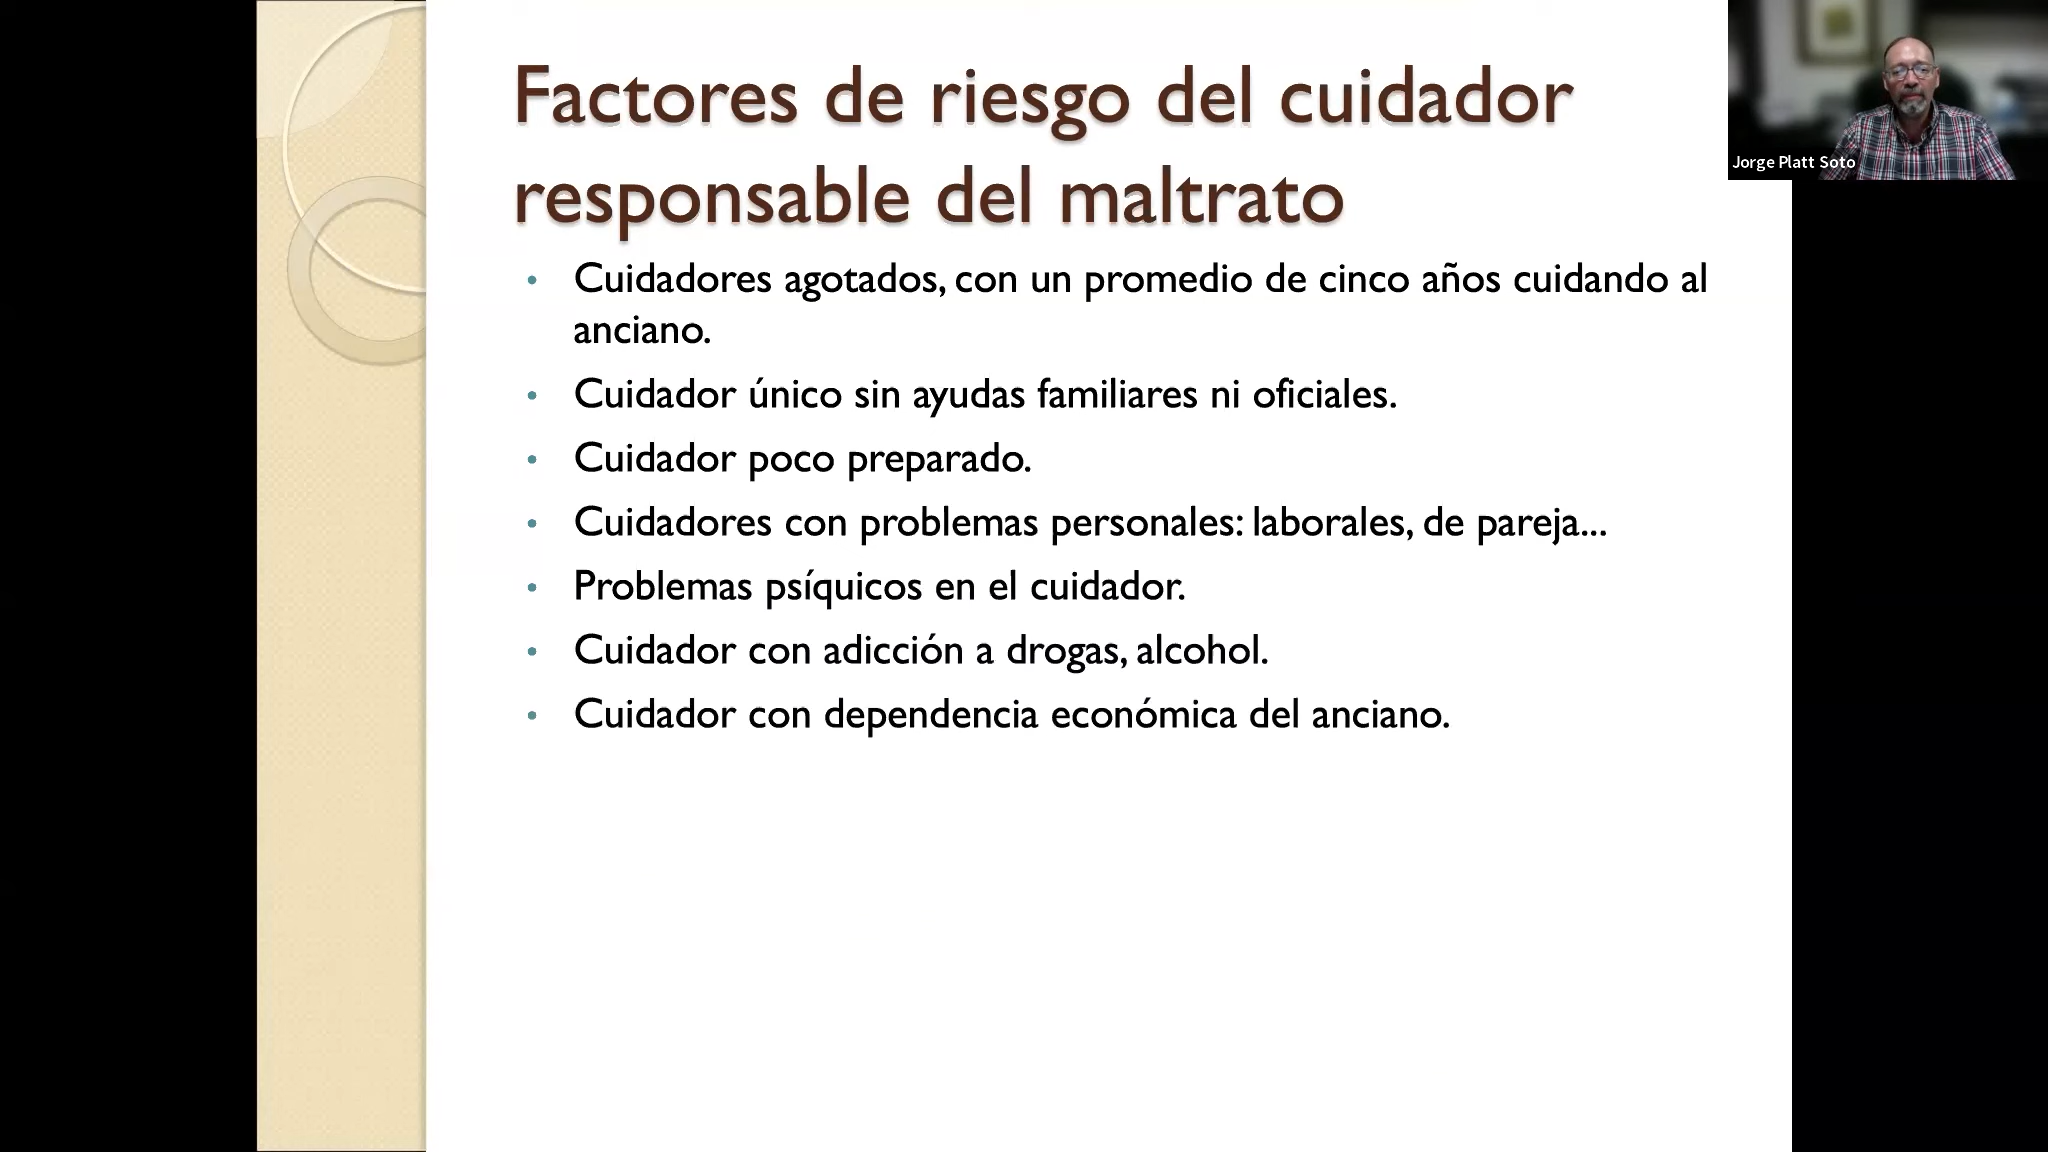 Factores de riesgo del cuidador
responsable del maltrato
• Cuidadores agotados, con un promedio de cinco años cuidando al
anciano.
• Cuidador único sin ayudas familiares ni oficiales.
• Cuidador poco preparado.
• Cuidadores con problemas personales: laborales, de pareja...
• Problemas psíquicos en el cuidador.
• Cuidador con adicción a drogas, alcohol.
• Cuidador con dependencia económica del anciano.
Jorge Platt Soto